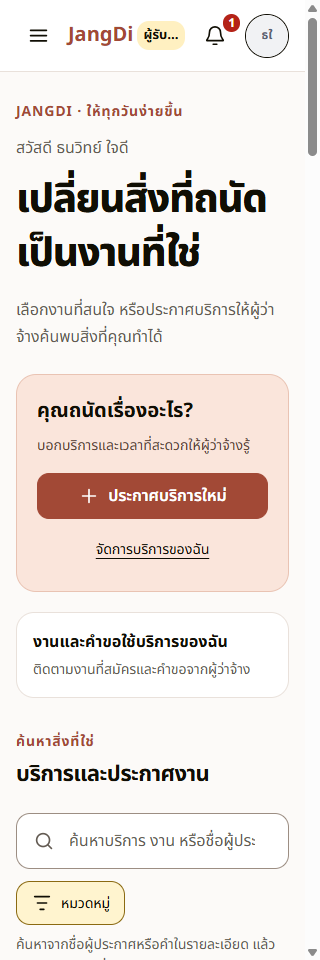 JangDi ผู้รับ... 1 ธใ
JANGDI · ให้ทุกวันง่ายขึ้น
สวัสดี ธนวิทย์ ใจดี
เปลี่ยนสิ่งที่ถนัด
เป็นงานที่ใช่
เลือกงานที่สนใจ หรือประกาศบริการให้ผู้ว่า
จ้างค้นพบสิ่งที่คุณทำได้
คุณถนัดเรื่องอะไร?
บอกบริการและเวลาที่สะดวกให้ผู้ว่าจ้างรู้
ประกาศบริการใหม่
จัดการบริการของฉัน
งานและคำขอใช้บริการของฉัน
ติดตามงานที่สมัครและคำขอจากผู้ว่าจ้าง
ค้นหาสิ่งที่ใช่
บริการและประกาศงาน
ค้นหาบริการ งาน หรือชื่อผู้ประ
หมวดหมู่
ค้นหาจากชื่อผู้ประกาศหรือคำในรายละเอียด แล้ว